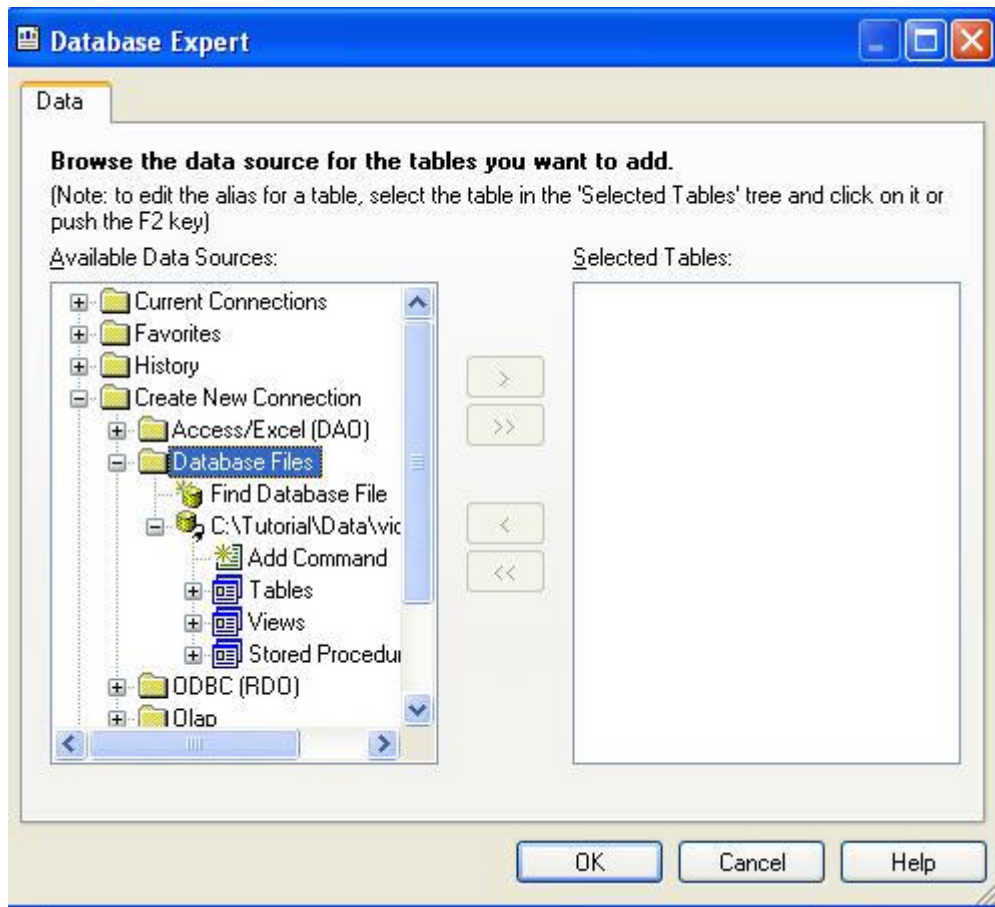 Database Expert
Data
Browse the data source for the tables you want to add.
(Note: to edit the alias for a table, select the table in the 'Selected Tables' tree and click on it or
push the F2 key)
Available Data Sources:
Selected Tables:
Current Connections
Favorites
History
Create New Connection
Access/Excel (DAO)
Database Files
Find Database File
C:\Tutorial\Data\vic
Add Command
Tables
Views
Stored Procedur
ODBC (RDO)
Olap
>
>>
<
<<
OK
Cancel
Help